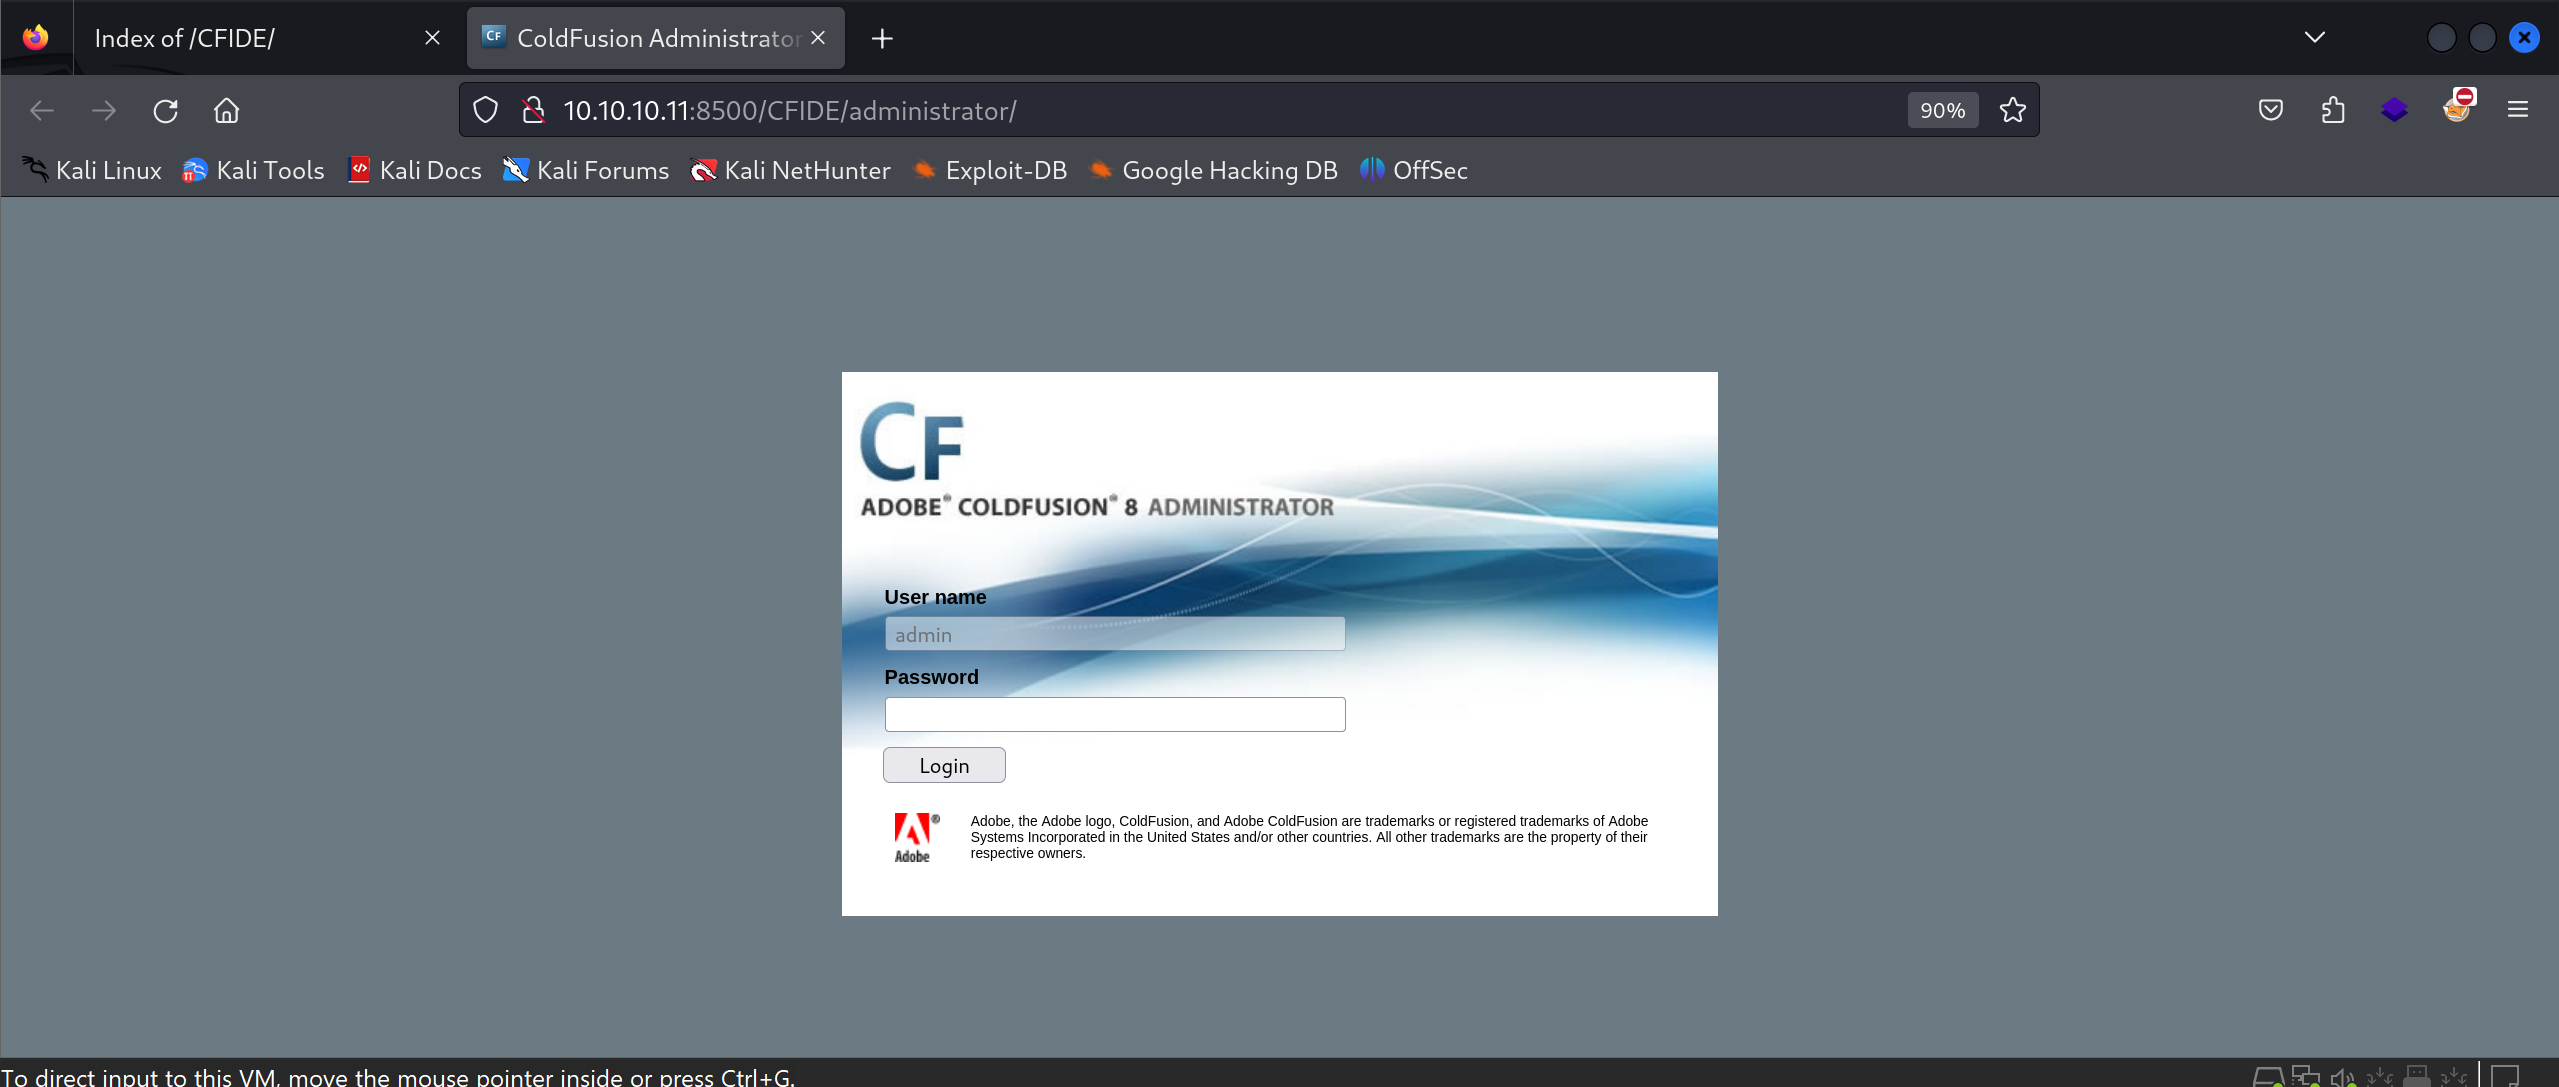 Index of /CFIDE/
CF ColdFusion Administrator
10.10.10.11:8500/CFIDE/administrator/
90%
Kali Linux Kali Tools Kali Docs Kali Forums Kali NetHunter Exploit-DB Google Hacking DB OffSec
CF
ADOBE® COLDFUSION® 8 ADMINISTRATOR
User name
admin
Password
Login
Adobe
®
Adobe, the Adobe logo, ColdFusion, and Adobe ColdFusion are trademarks or registered trademarks of Adobe
Systems Incorporated in the United States and/or other countries. All other trademarks are the property of their
respective owners.
To direct input to this VM, move the mouse pointer inside or press Ctrl+G.